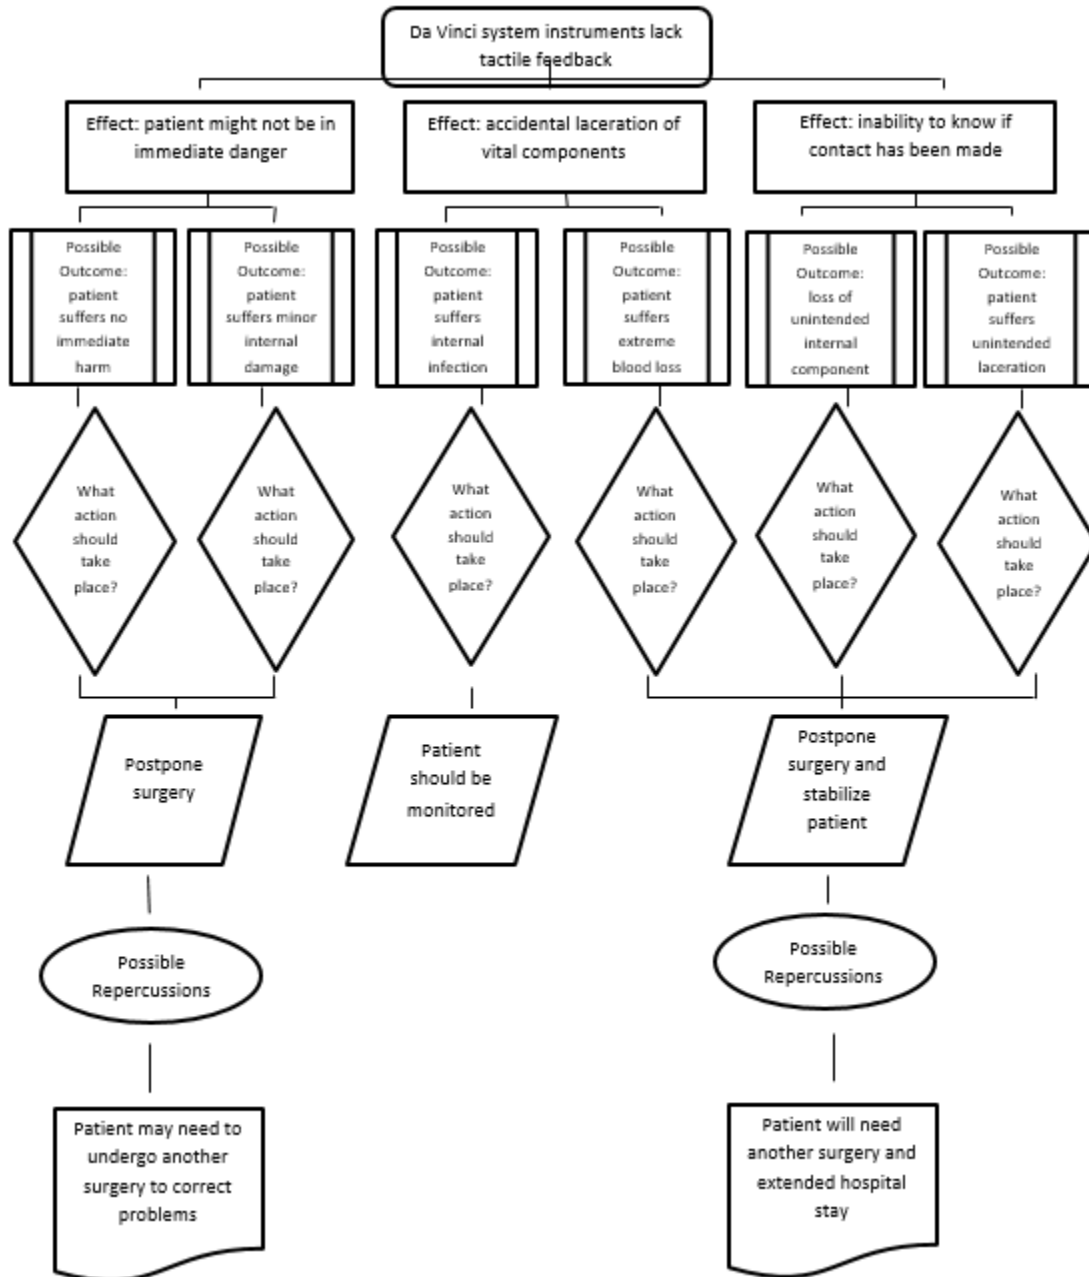 Da Vinci system instruments lack
tactile feedback
Effect: patient might not be in
immediate danger
Effect: accidental laceration of
vital components
Effect: inability to know if
contact has been made
Possible
Outcome:
patient
suffers no
immediate
harm
Possible
Outcome:
patient
suffers minor
internal
damage
Possible
Outcome:
patient
suffers
internal
infection
Possible
Outcome:
patient
suffers
extreme
blood loss
Possible
Outcome:
loss of
unintended
internal
component
Possible
Outcome:
patient
suffers
unintended
laceration
What
action
should
take
place?
What
action
should
take
place?
What
action
should
take
place?
What
action
should
take
place?
What
action
should
take
place?
What
action
should
take
place?
Postpone
surgery
Patient
should be
monitored
Postpone
surgery and
stabilize
patient
Possible
Repercussions
Possible
Repercussions
Patient may need to
undergo another
surgery to correct
problems
Patient will need
another surgery and
extended hospital
stay